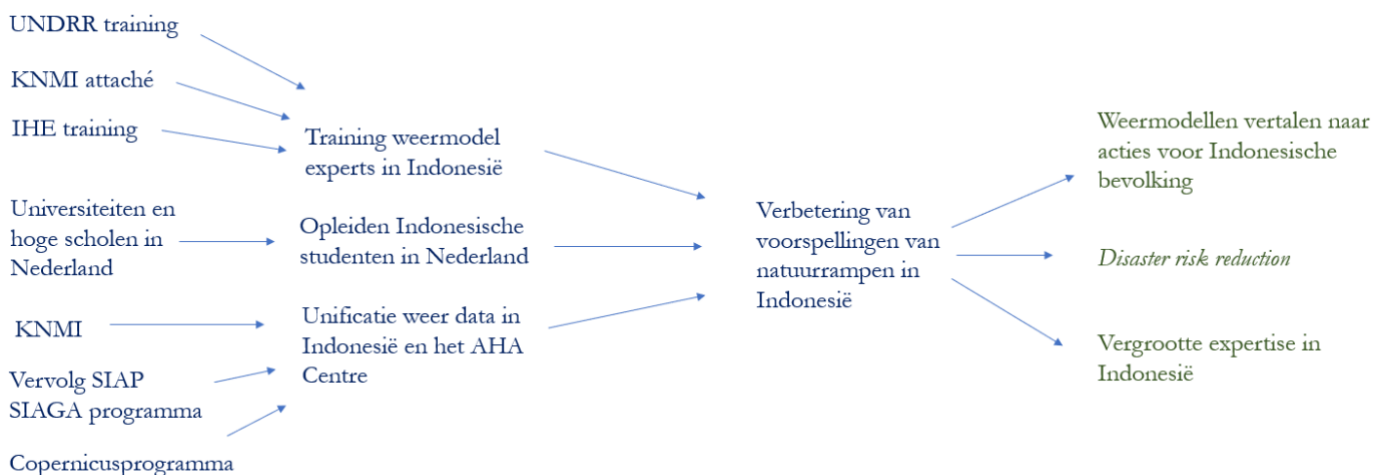 UNDRR training
KNMI attaché
IHE training
Universiteiten en
hoge scholen in
Nederland
KNMI
Vervolg SIAP
SIAGA programma
Copernicusprogramma
Training weermodel
experts in Indonesië
Opleiden Indonesische
studenten in Nederland
Unificatie weer data in
Indonesië en het AHA
Centre
Verbetering van
voorspellingen van
natuurrampen in
Indonesië
Weermodellen vertalen naar
acties voor Indonesische
bevolking
Disaster risk reduction
Vergrootte expertise in
Indonesië